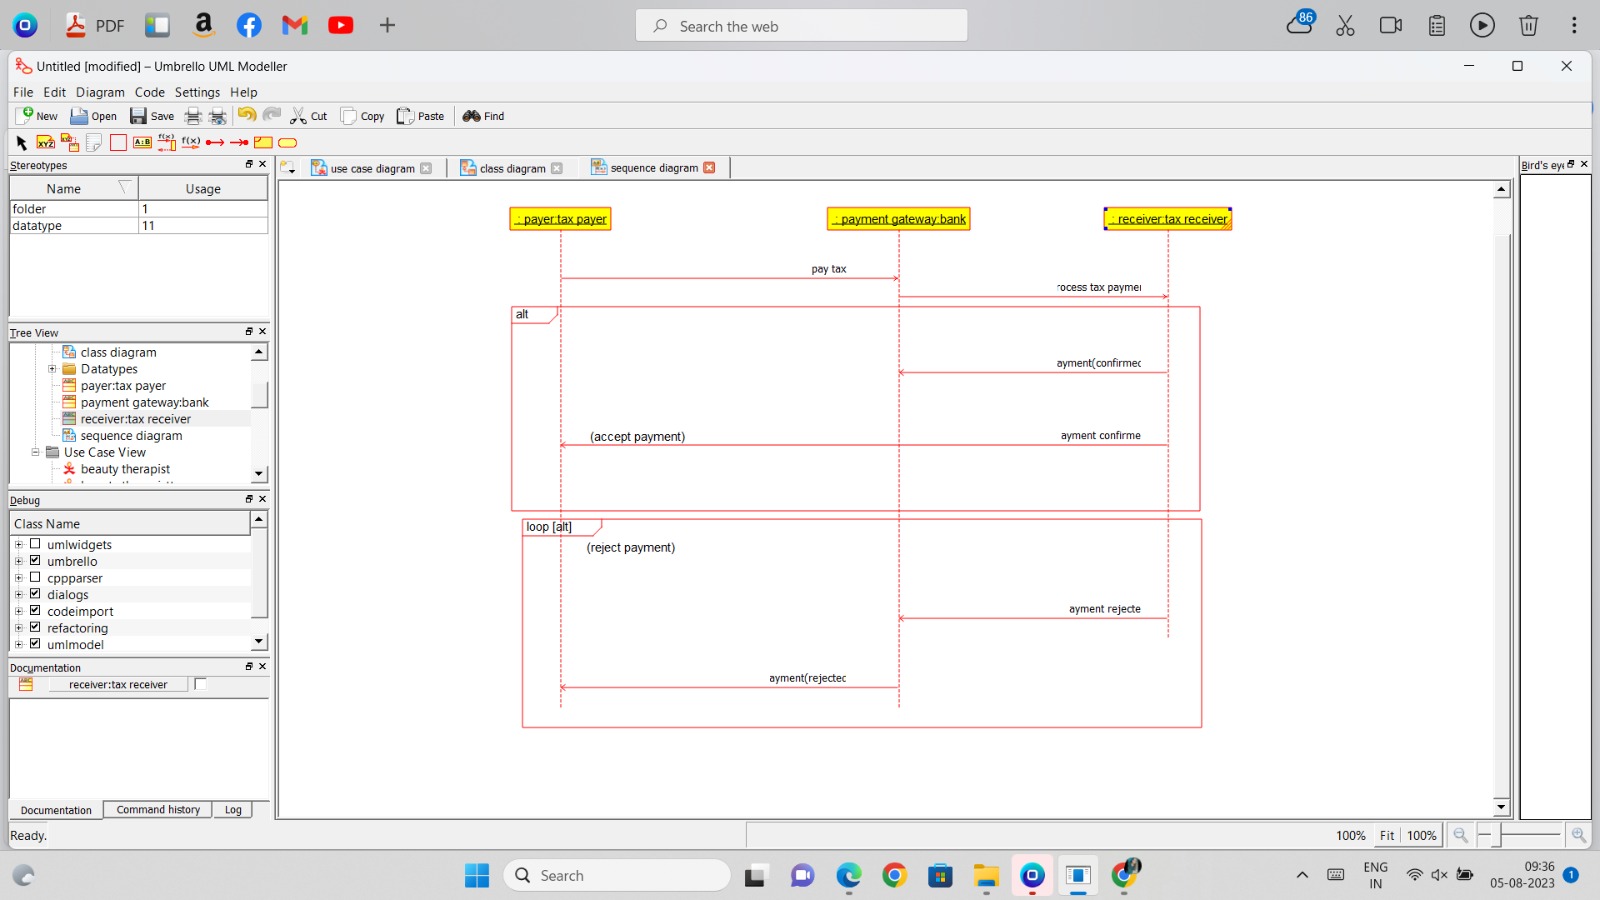 PDF
Search the web
86
Untitled [modified] – Umbrello UML Modeller
File Edit Diagram Code Settings Help
New Open Save Cut Copy Paste Find
XYZ A:B f(x) f(x)
Stereotypes
Name Usage
folder 1
datatype 11
Tree View
class diagram
Datatypes
payer:tax payer
payment gateway:bank
receiver:tax receiver
sequence diagram
Use Case View
beauty therapist
Debug
Class Name
umlwidgets
umbrello
cppparser
dialogs
codeimport
refactoring
umlmodel
Documentation
receiver:tax receiver
Documentation Command history Log
Ready.
use case diagram class diagram sequence diagram
: payer:tax payer : payment gateway:bank : receiver:tax receiver
pay tax
rocess tax paymer
alt
ayment(confirmed
(accept payment) ayment confirme
loop [alt]
(reject payment)
ayment rejecte
ayment(rejected
Bird's eye
100% Fit 100%
Search
ENG
IN
09:36
05-08-2023
1